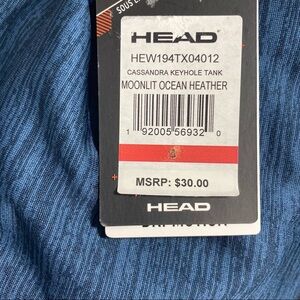 SOUS
HEAD
HEW194TX04012
CASSANDRA KEYHOLE TANK
MOONLIT OCEAN HEATHER
1 92005 56932 0
MSRP: $30.00
HEAD